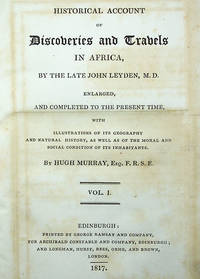 HISTORICAL ACCOUNT
OF
Discoveries and Travels
IN AFRICA,
BY THE LATE JOHN LEYDEN, M. D.
ENLARGED,
AND COMPLETED TO THE PRESENT TIME,
WITH
ILLUSTRATIONS OF ITS GEOGRAPHY
AND NATURAL HISTORY, AS WELL AS OF THE MORAL AND
SOCIAL CONDITION OF ITS INHABITANTS.
BY HUGH MURRAY, ESQ. F. R. S. E.
VOL. I.
EDINBURGH:
PRINTED BY GEORGE RAMSAY AND COMPANY,
FOR ARCHIBALD CONSTABLE AND COMPANY, EDINBURGH;
AND LONGMAN, HURST, REES, ORME, AND BROWN,
LONDON.
1817.